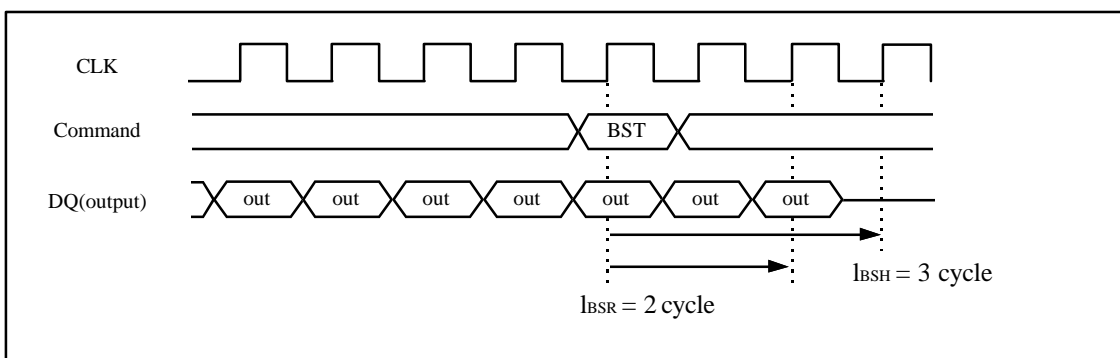 CLK
Command
BST
DQ(output)
out out out out out out out
lBSH = 3 cycle
lBSR = 2 cycle